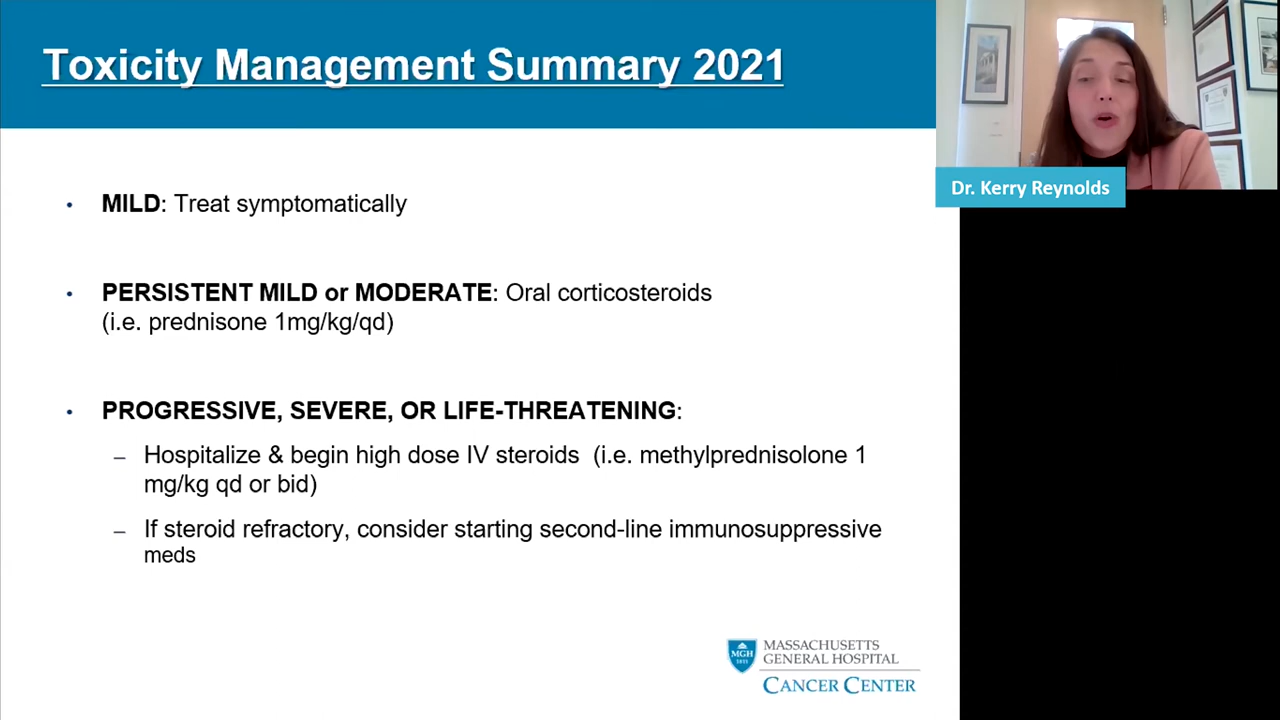 Toxicity Management Summary 2021
Dr. Kerry Reynolds
• MILD: Treat symptomatically
• PERSISTENT MILD or MODERATE: Oral corticosteroids
(i.e. prednisone 1mg/kg/qd)
• PROGRESSIVE, SEVERE, OR LIFE-THREATENING:
– Hospitalize & begin high dose IV steroids (i.e. methylprednisolone 1
mg/kg qd or bid)
– If steroid refractory, consider starting second-line immunosuppressive
meds
MGH
1811
MASSACHUSETTS
GENERAL HOSPITAL
CANCER CENTER